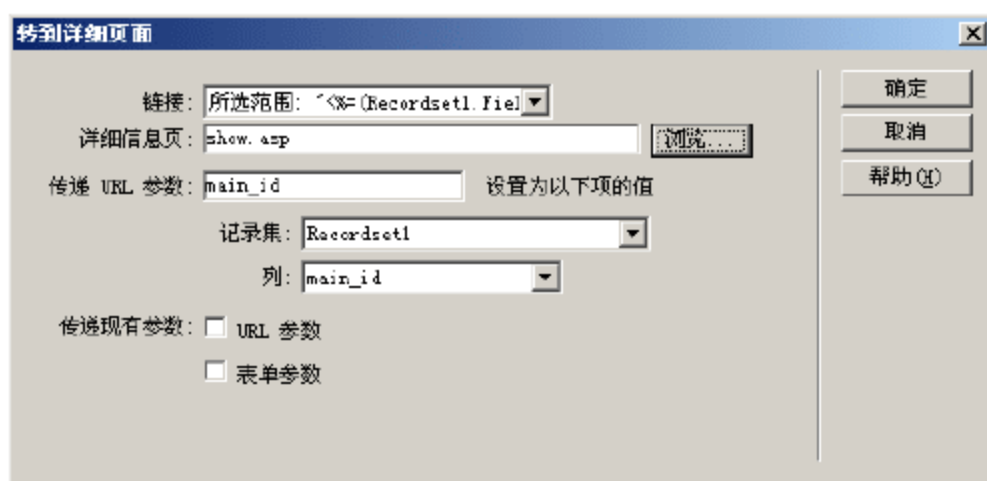 转到详细页面
链接: 所选范围: "<%=(Recordset1.Fiel
确定
详细信息页: show.asp 浏览...
取消
传递 URL 参数: main_id 设置为以下项的值
帮助(H)
记录集: Recordset1
列: main_id
传递现有参数: URL 参数
表单参数